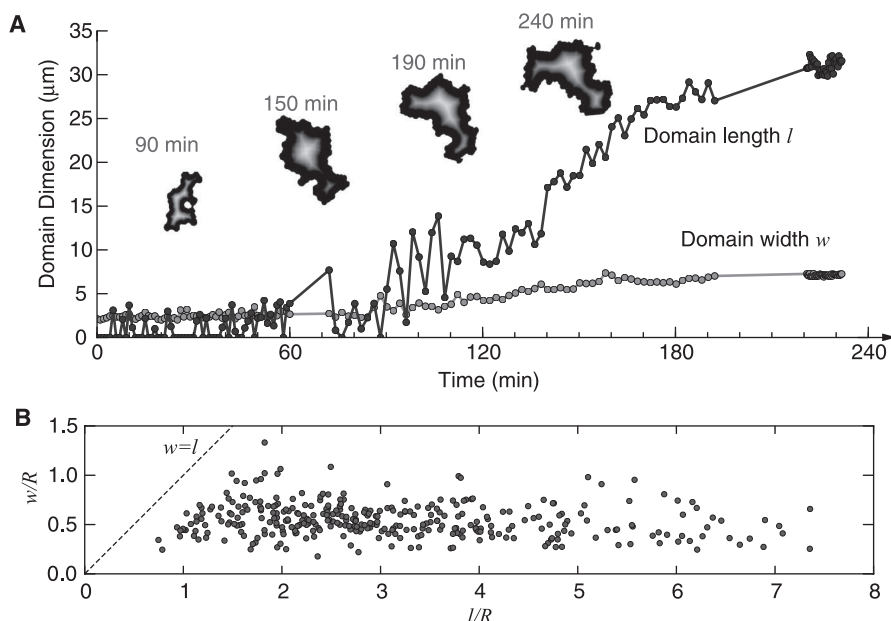 A
35
30
25
20
15
10
5
0
Domain Dimension (μm)
90 min
150 min
190 min
240 min
Domain length l
Domain width w
0
60
120
180
240
Time (min)
B
1.5
1.0
0.5
0.0
w/R
w=l
0
1
2
3
4
5
6
7
8
l/R